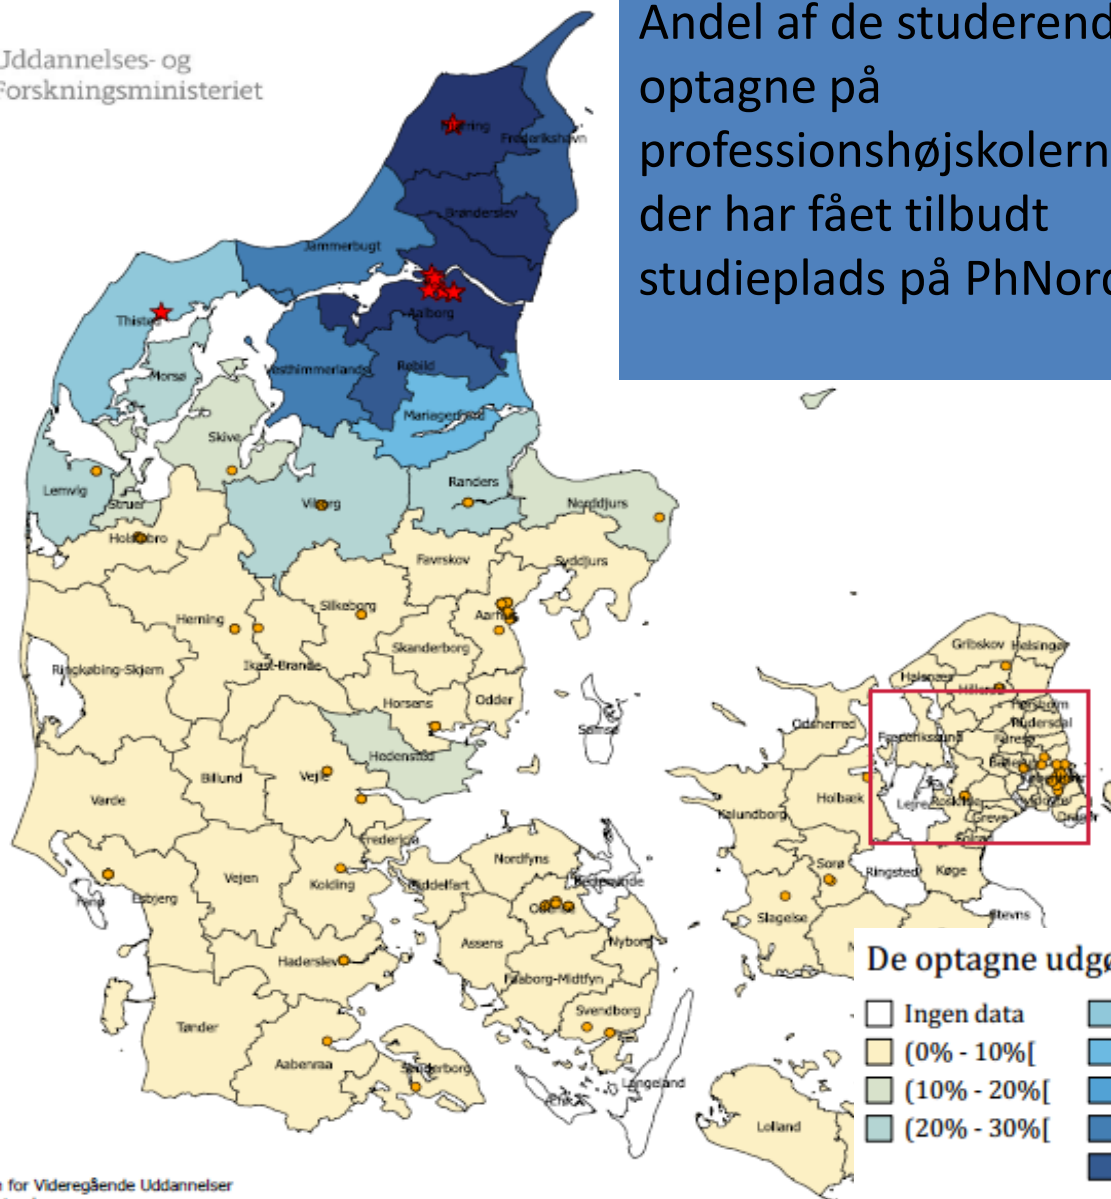 Uddannelses- og
Forskningsministeriet
Andel af de studerend
optagne på
professionshøjskolern
der har fået tilbudt
studieplads på PhNord
Hjørring
Frederikshavn
Brønderslev
Jammerbugt
Thisted
Aalborg
Morsø
Vesthimmerlands
Rebild
Mariagerfjord
Skive
Lemvig
Struer
Viborg
Randers
Norddjurs
Holstebro
Favrskov
Syddjurs
Herning
Silkeborg
Aarhus
Skanderborg
Ringkøbing-Skjern
Ikast-Brande
Horsens
Odder
Samsø
Hedensted
Billund
Vejle
Varde
Fredericia
Vejen
Kolding
Middelfart
Nordfyns
Kerteminde
Fanø
Esbjerg
Odense
Assens
Nyborg
Haderslev
Faaborg-Midtfyn
Svendborg
Tønder
Aabenraa
Sønderborg
Langeland
Ærø
Gribskov
Helsingør
Halsnæs
Hillerød
Hørsholm
Odsherred
Frederikssund
Rudersdal
Furesø
Kalundborg
Holbæk
Lejre
Roskilde
Greve
Dragør
Solrød
Sorø
Ringsted
Køge
Slagelse
Stevns
Lolland
De optagne udgø
Ingen data
(0% - 10%[
(10% - 20%[
(20% - 30%[
for Videregående Uddannelser